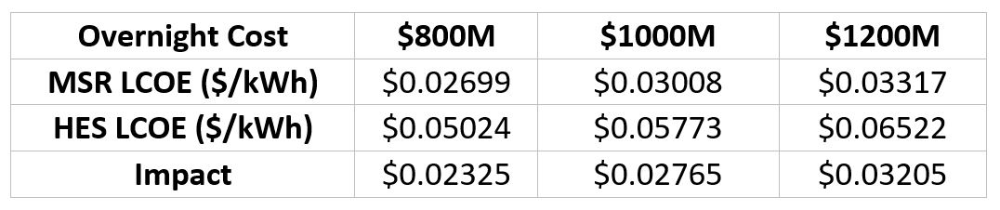 Overnight Cost $800M $1000M $1200M
MSR LCOE ($/kWh) $0.02699 $0.03008 $0.03317
HES LCOE ($/kWh) $0.05024 $0.05773 $0.06522
Impact $0.02325 $0.02765 $0.03205